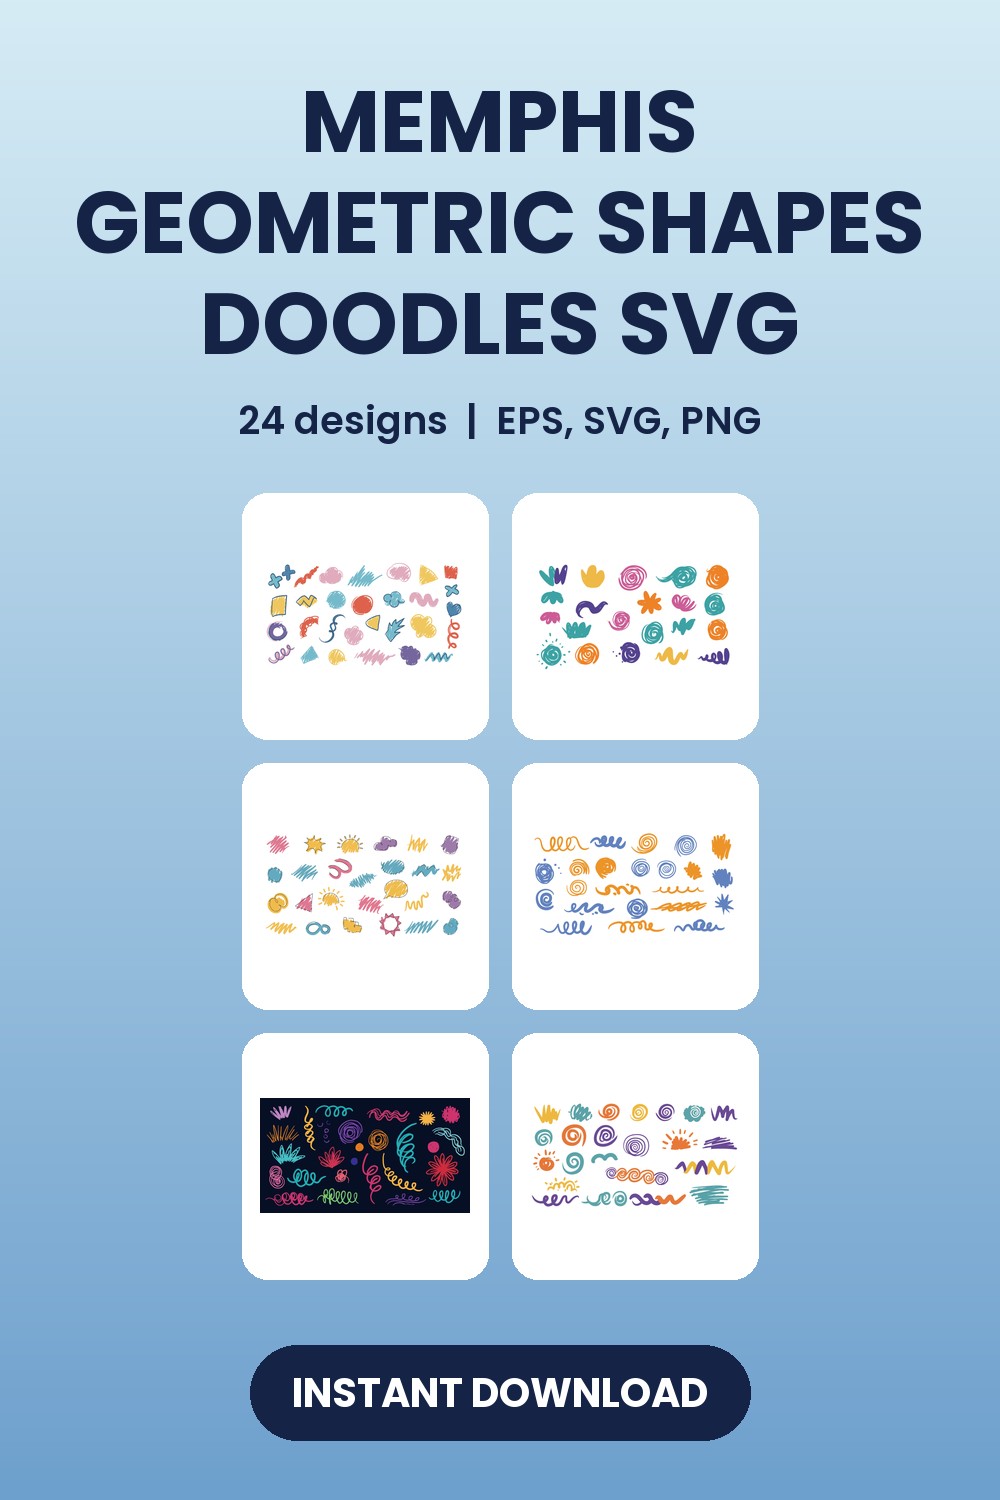 MEMPHIS
GEOMETRIC SHAPES
DOODLES SVG
24 designs | EPS, SVG, PNG
INSTANT DOWNLOAD